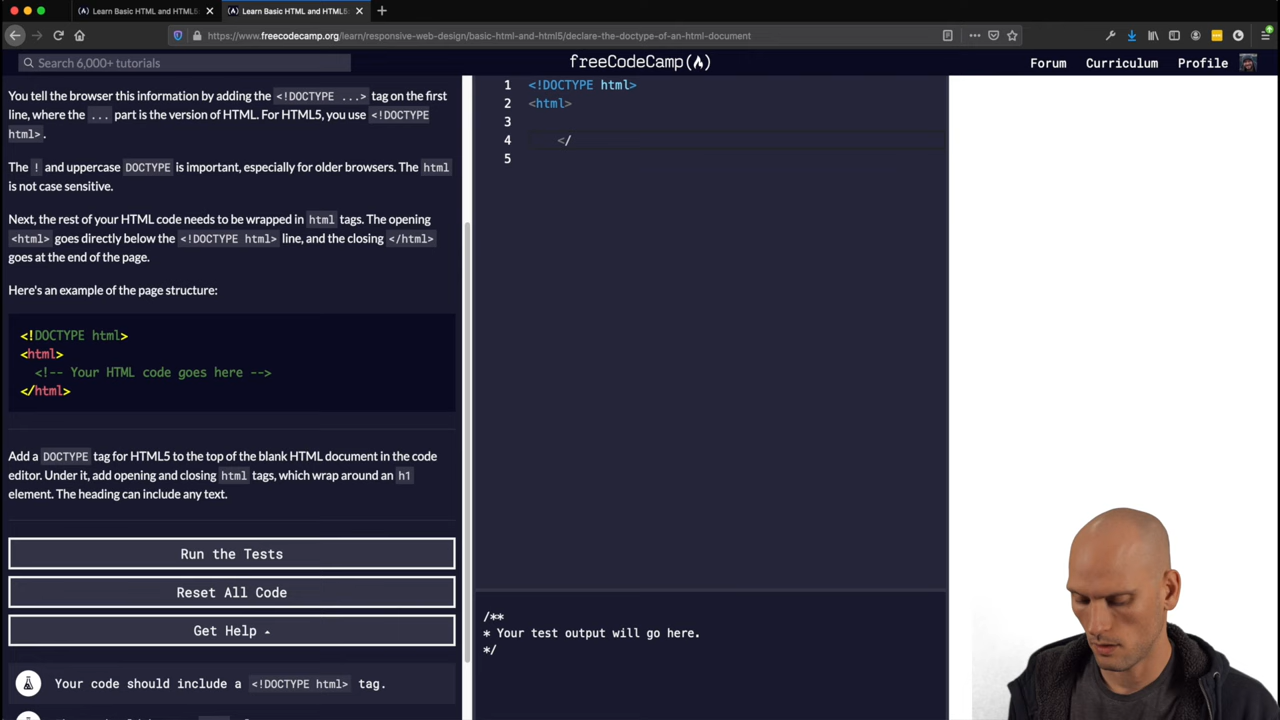 Learn Basic HTML and HTML5:
Learn Basic HTML and HTML5:
https://www.freecodecamp.org/learn/responsive-web-design/basic-html-and-html5/declare-the-doctype-of-an-html-document
Search 6,000+ tutorials
freeCodeCamp
Forum
Curriculum
Profile
You tell the browser this information by adding the <!DOCTYPE ...> tag on the first
line, where the ... part is the version of HTML. For HTML5, you use <!DOCTYPE
html>.
The ! and uppercase DOCTYPE is important, especially for older browsers. The html
is not case sensitive.
Next, the rest of your HTML code needs to be wrapped in html tags. The opening
<html> goes directly below the <!DOCTYPE html> line, and the closing </html>
goes at the end of the page.
Here's an example of the page structure:
<!DOCTYPE html>
<html>
<!-- Your HTML code goes here -->
</html>
Add a DOCTYPE tag for HTML5 to the top of the blank HTML document in the code
editor. Under it, add opening and closing html tags, which wrap around an h1
element. The heading can include any text.
Run the Tests
Reset All Code
Get Help
Your code should include a <!DOCTYPE html> tag.
1 <!DOCTYPE html>
2 <html>
3
4 </
5
/**
* Your test output will go here.
*/